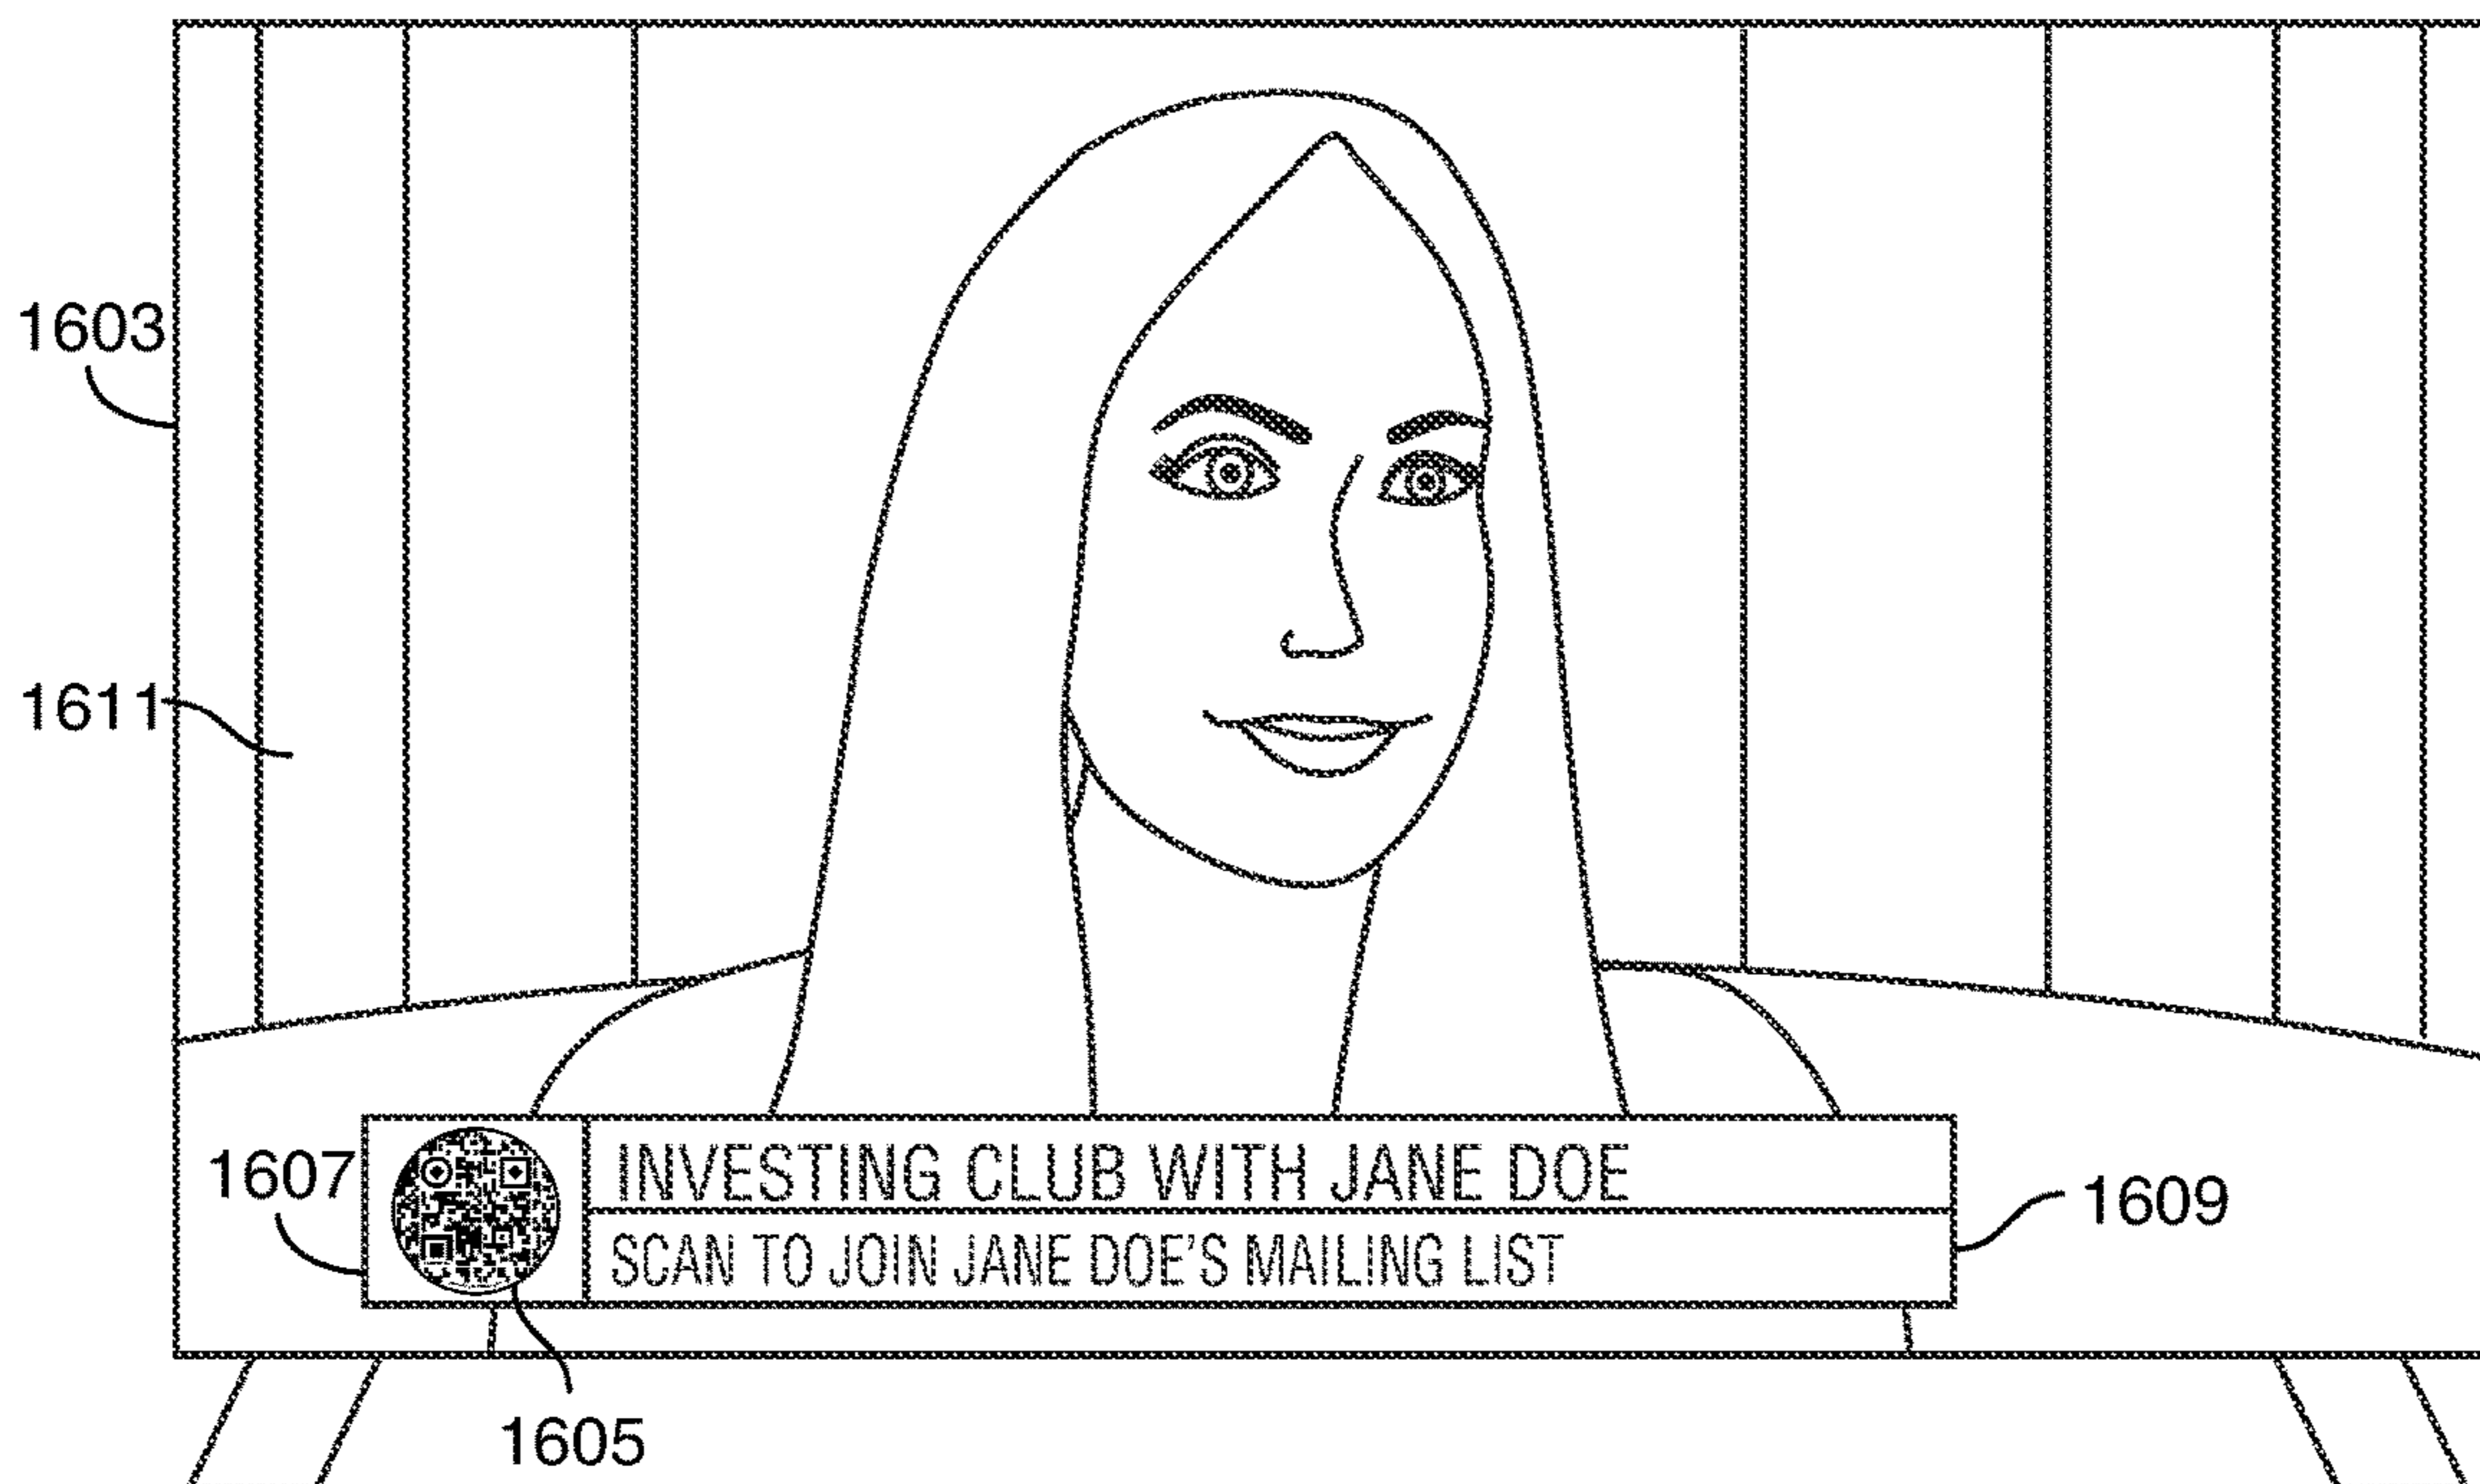 1603
1611
1607
INVESTING CLUB WITH JANE DOE
SCAN TO JOIN JANE DOE'S MAILING LIST
1609
1605